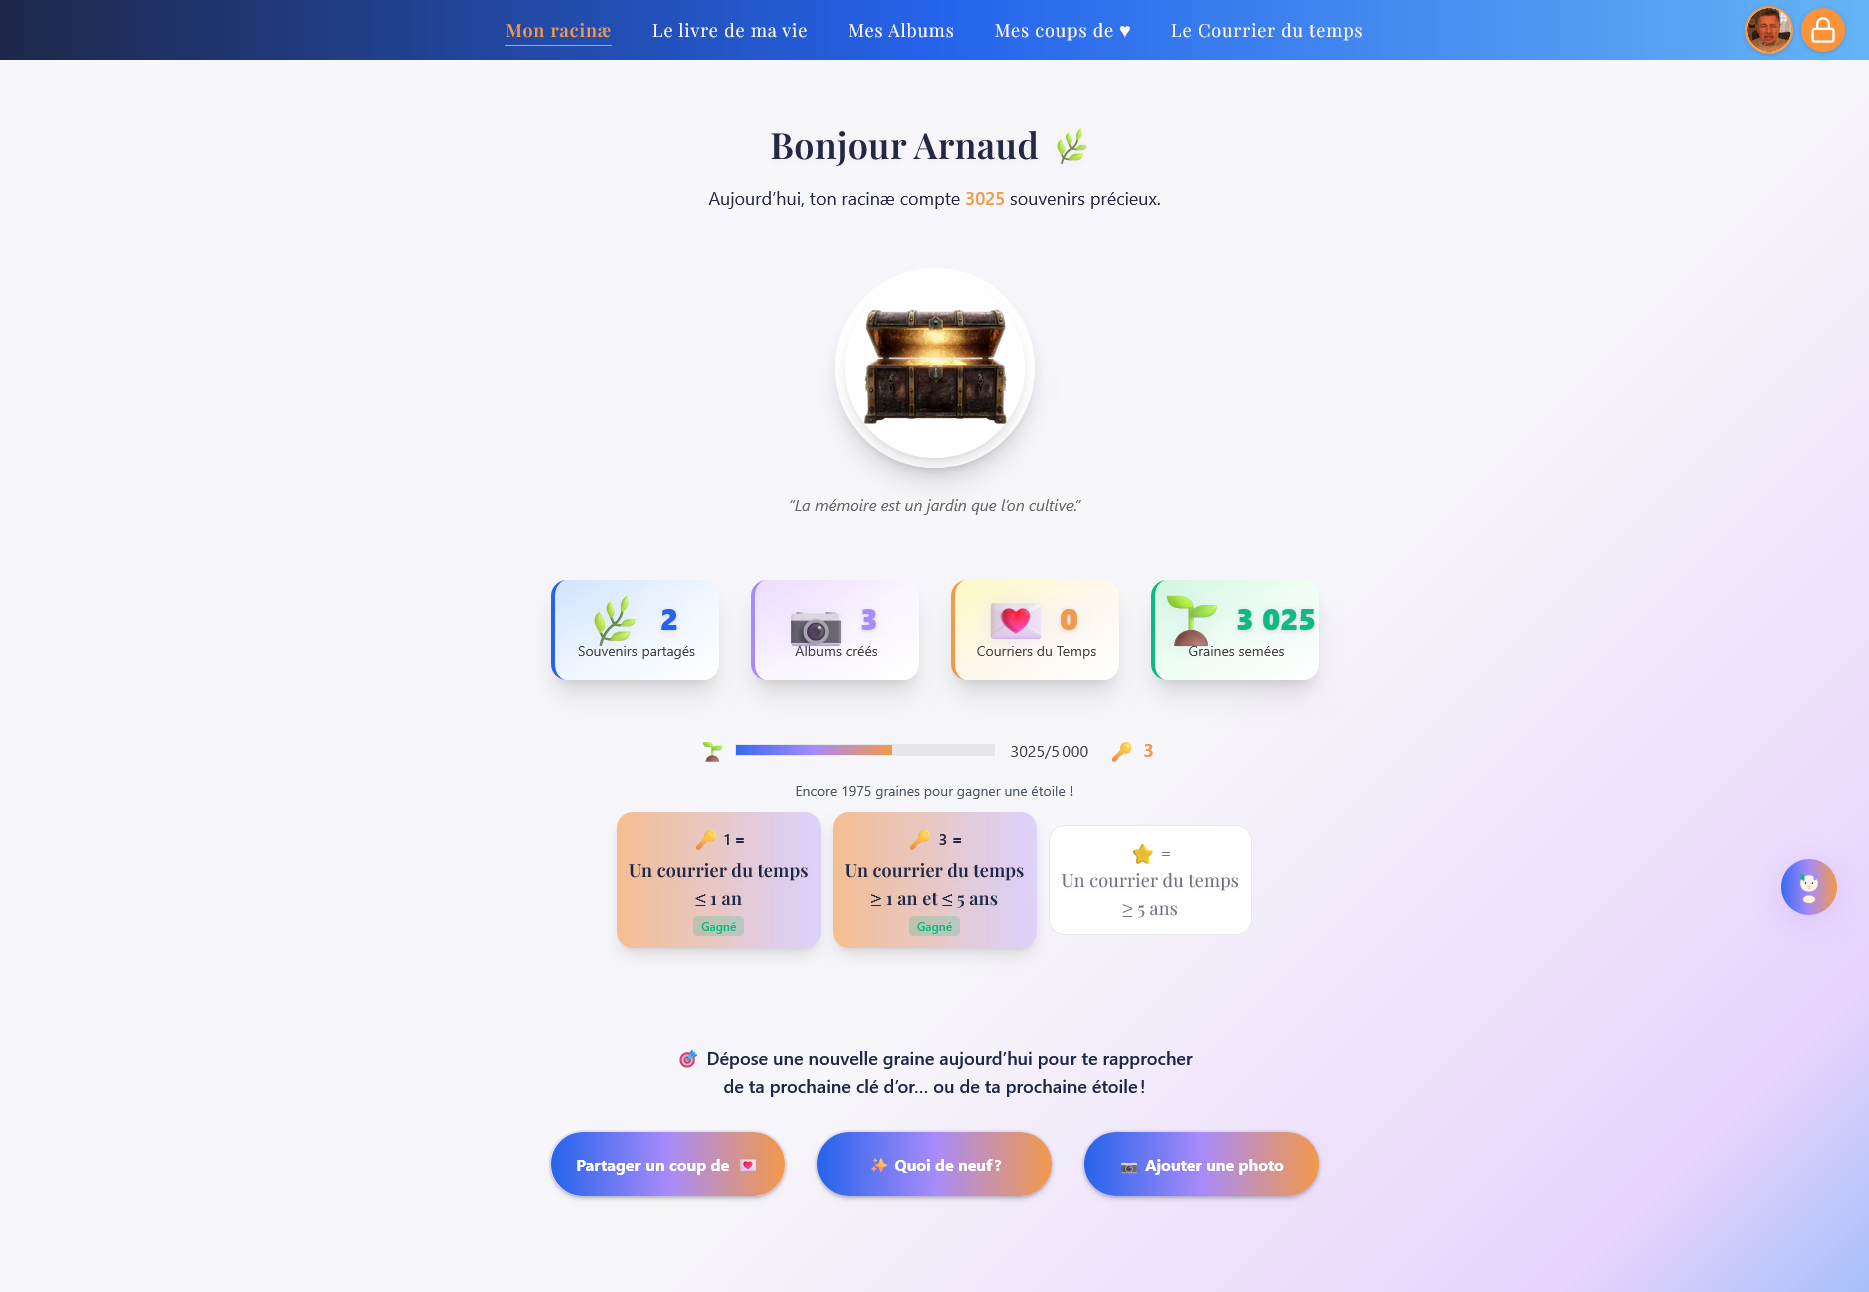 Mon racinæ
Le livre de ma vie
Mes Albums
Mes coups de ♥
Le Courrier du temps
Bonjour Arnaud 🌿
Aujourd’hui, ton racinæ compte 3025 souvenirs précieux.
“La mémoire est un jardin que l’on cultive.”
🌿 2
Souvenirs partagés
📷 3
Albums créés
💌 0
Courriers du Temps
🌱 3 025
Graines semées
🌱 3025/5 000 🔑 3
Encore 1975 graines pour gagner une étoile !
🔑 1 =
Un courrier du temps
≤ 1 an
Gagné
🔑 3 =
Un courrier du temps
≥ 1 an et ≤ 5 ans
Gagné
⭐ =
Un courrier du temps
≥ 5 ans
🎯 Dépose une nouvelle graine aujourd’hui pour te rapprocher
de ta prochaine clé d’or… ou de ta prochaine étoile !
Partager un coup de 💌
✨ Quoi de neuf ?
📷 Ajouter une photo